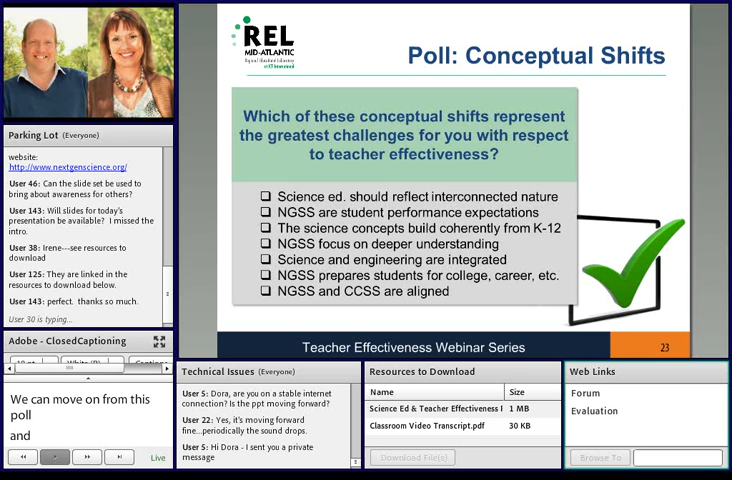 REL
MID-ATLANTIC
Regional Educational Laboratory
Poll: Conceptual Shifts
Which of these conceptual shifts represent
the greatest challenges for you with respect
to teacher effectiveness?
Science ed. should reflect interconnected nature
NGSS are student performance expectations
The science concepts build coherently from K-12
NGSS focus on deeper understanding
Science and engineering are integrated
NGSS prepares students for college, career, etc.
NGSS and CCSS are aligned
Teacher Effectiveness Webinar Series
23
Parking Lot (Everyone)
website:
http://www.nextgenscience.org/
User 46: Can the slide set be used to
bring about awareness for others?
User 143: Will slides for today's
presentation be available? I missed the
intro.
User 38: Irene---see resources to
download
User 125: They are linked in the
resources to download below.
User 143: perfect. thanks so much.
User 30 is typing...
Adobe - ClosedCaptioning
We can move on from this
poll
and
Live
Technical Issues (Everyone)
User 5: Dora, are you on a stable internet
connection? Is the ppt moving forward?
User 22: Yes, it's moving forward
fine...periodically the sound drops.
User 5: Hi Dora - I sent you a private
message
Resources to Download
Name Size
Science Ed & Teacher Effectiveness 1 MB
Classroom Video Transcript.pdf 30 KB
Download File(s)
Web Links
Forum
Evaluation
Browse To